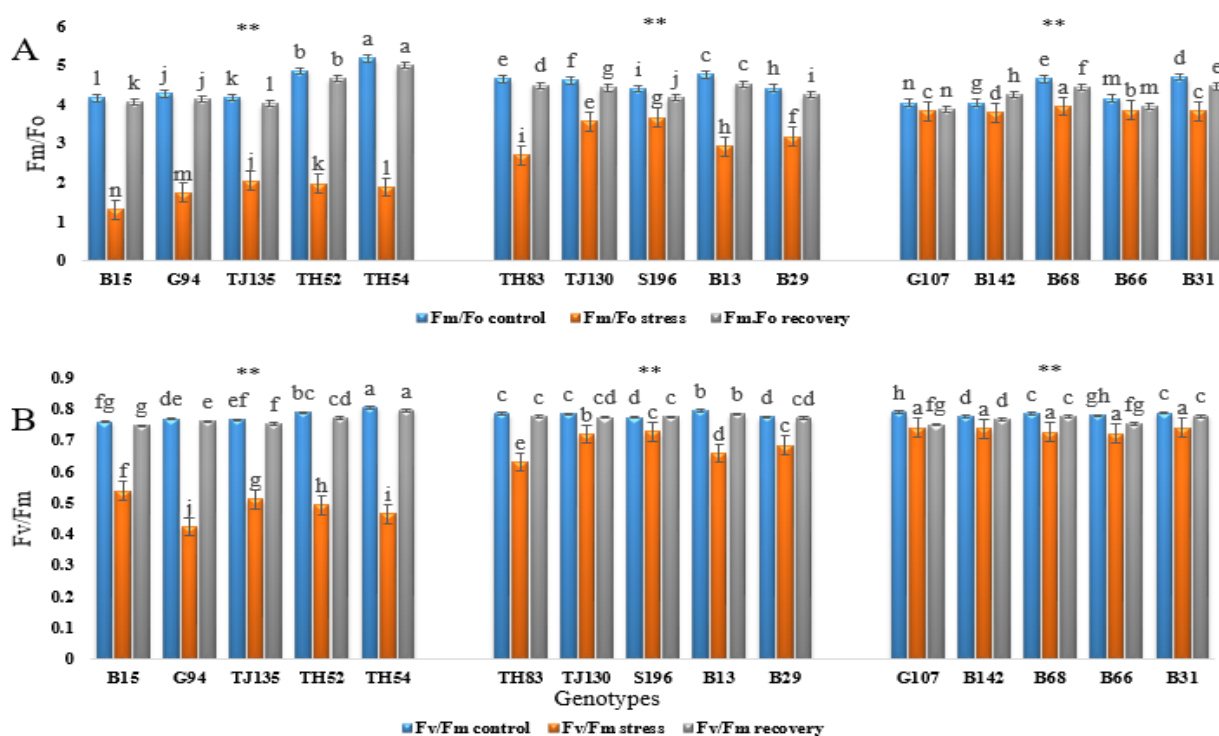 A
Fm/Fo
6
5
4
3
2
1
0
** ** **
l k n
j j m
k l j
b b k
a a l
e d i
f g e
i j g
c c h
h i f
n n c
g h d
e f a
m m b
d e c
B15 G94 TJ135 TH52 TH54 TH83 TJ130 S196 B13 B29 G107 B142 B68 B66 B31
Fm/Fo control Fm/Fo stress Fm.Fo recovery
B
Fv/Fm
0.9
0.8
0.7
0.6
0.5
0.4
0.3
0.2
0.1
0
** ** **
fg g f
de e j
ef f g
bc cd h
a a i
c c e
c cd b
d c c
b b d
d cd c
h fg a
d d a
c c a
gh fg a
c c a
B15 G94 TJ135 TH52 TH54 TH83 TJ130 S196 B13 B29 G107 B142 B68 B66 B31
Genotypes
Fv/Fm control Fv/Fm stress Fv/Fm recovery